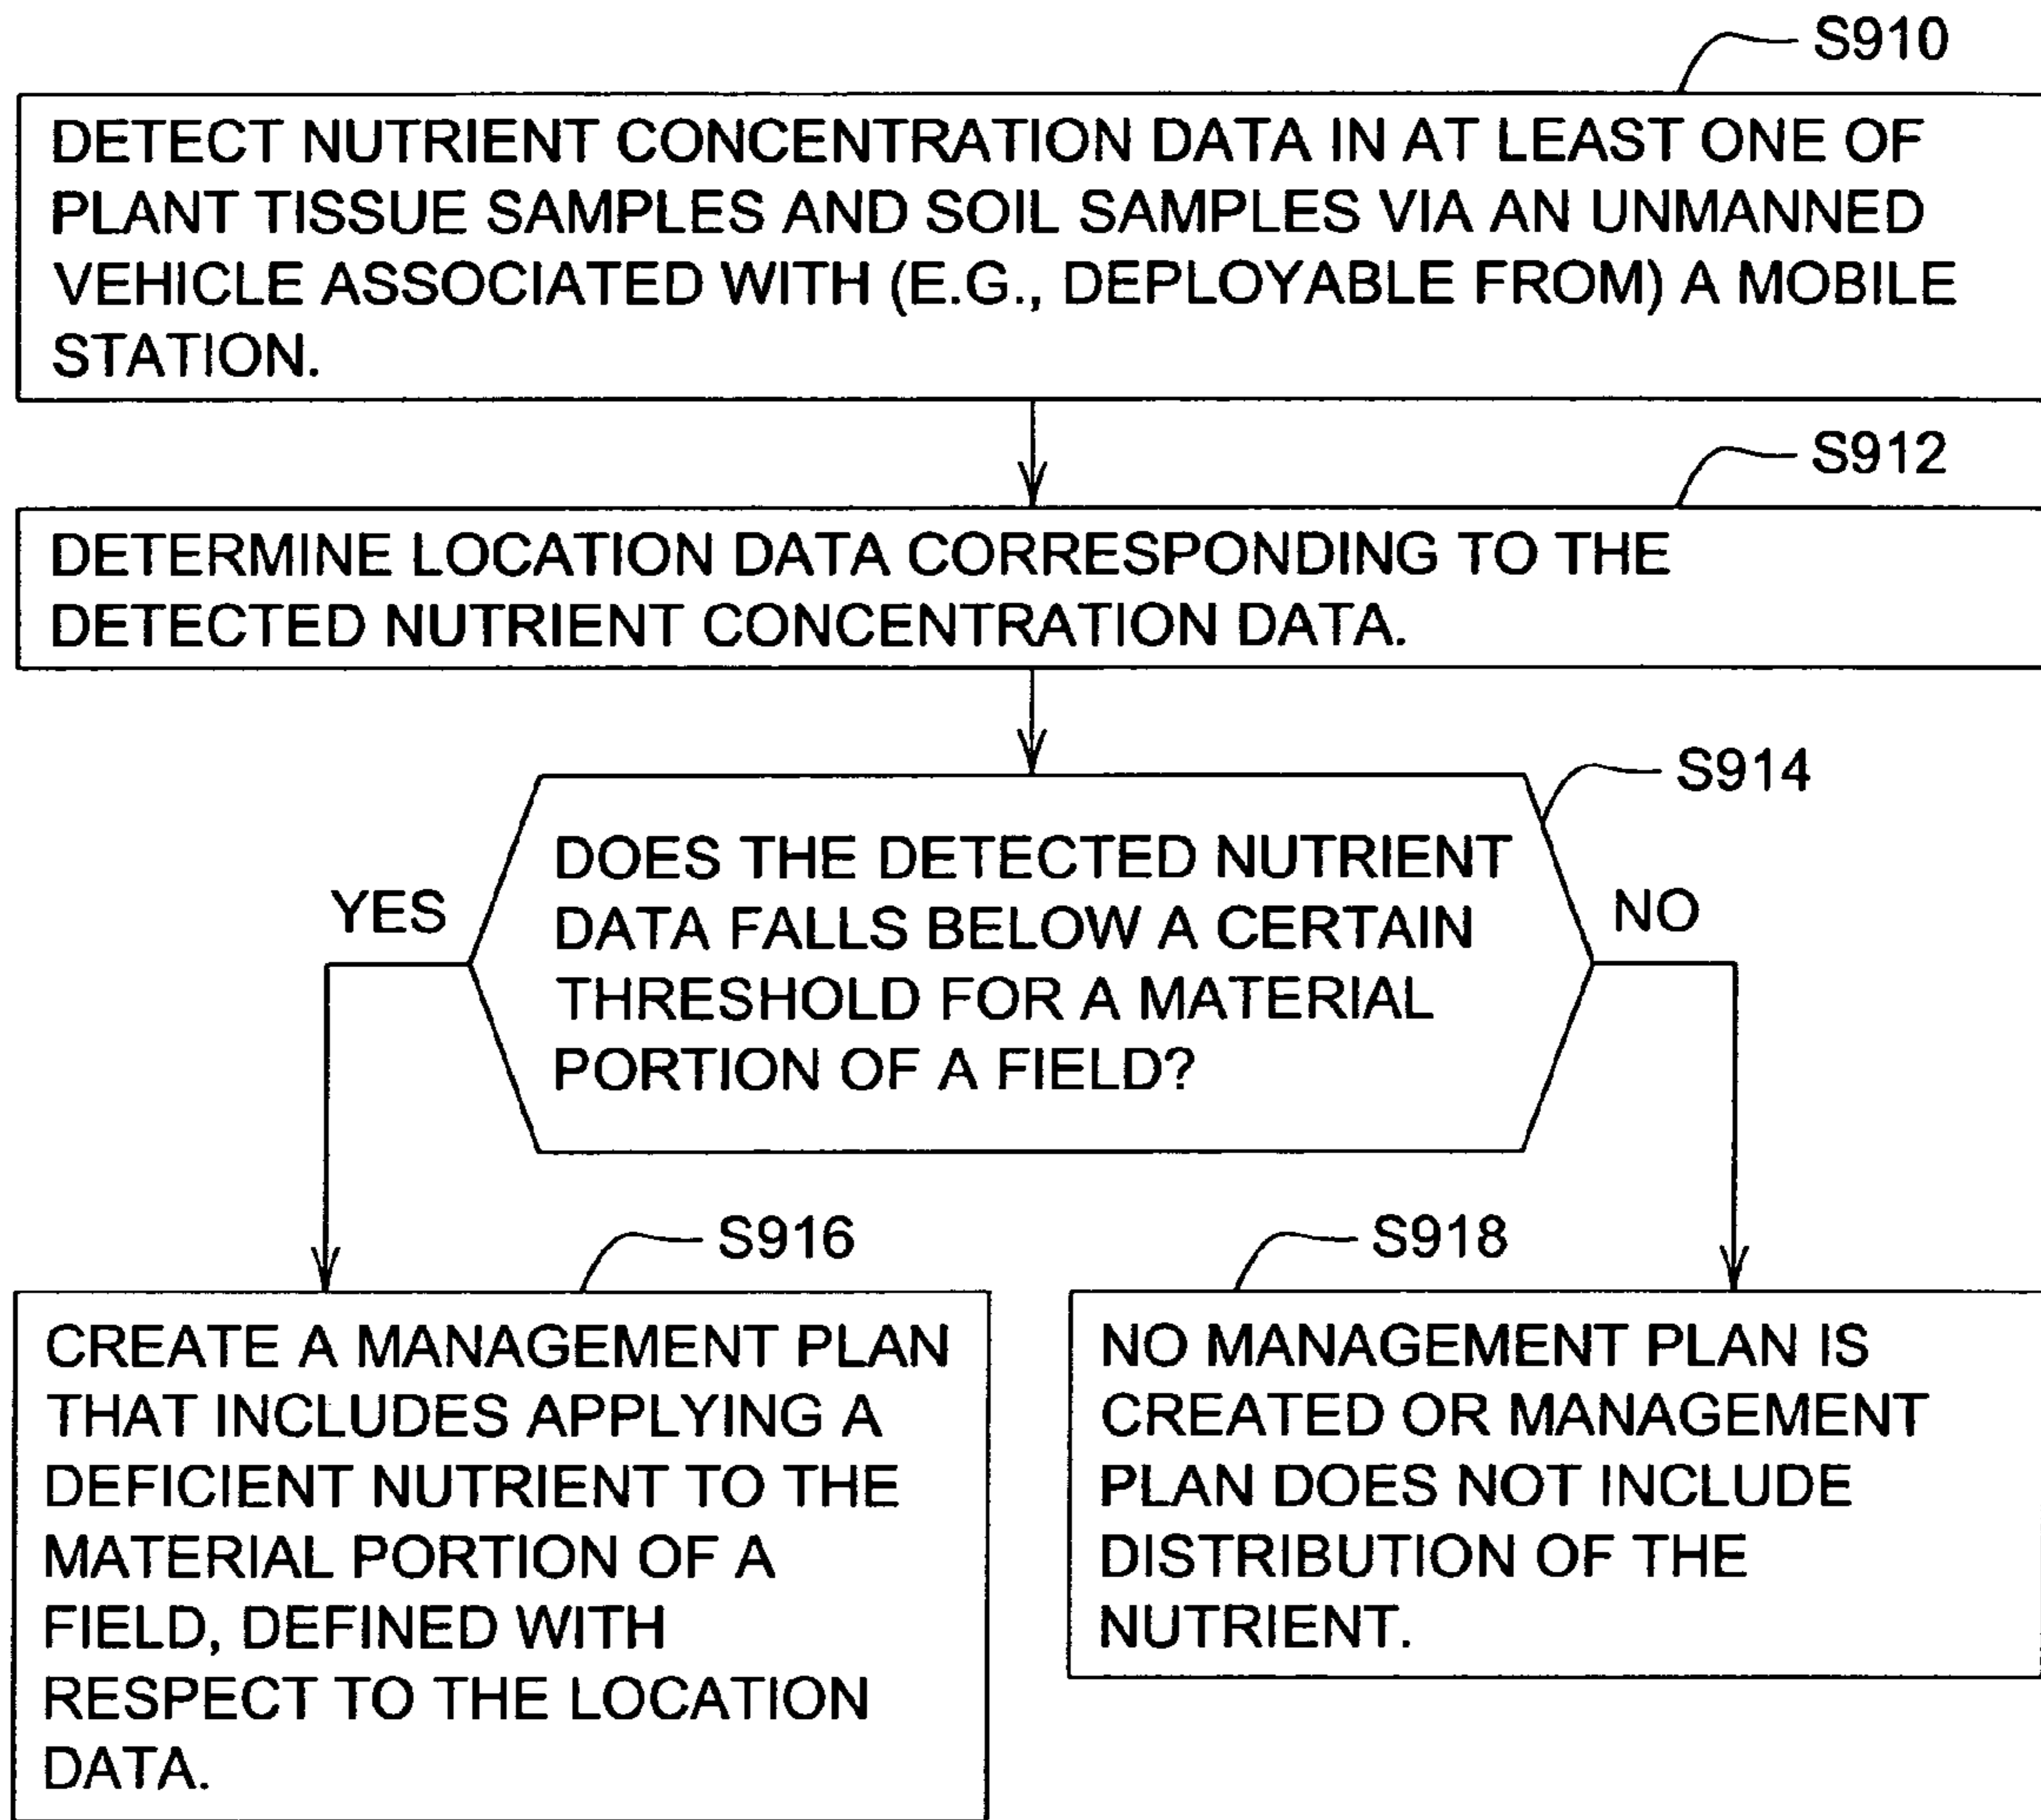 S910
DETECT NUTRIENT CONCENTRATION DATA IN AT LEAST ONE OF
PLANT TISSUE SAMPLES AND SOIL SAMPLES VIA AN UNMANNED
VEHICLE ASSOCIATED WITH (E.G., DEPLOYABLE FROM) A MOBILE
STATION.
S912
DETERMINE LOCATION DATA CORRESPONDING TO THE
DETECTED NUTRIENT CONCENTRATION DATA.
S914
DOES THE DETECTED NUTRIENT
DATA FALLS BELOW A CERTAIN
THRESHOLD FOR A MATERIAL
PORTION OF A FIELD?
YES
NO
S916
CREATE A MANAGEMENT PLAN
THAT INCLUDES APPLYING A
DEFICIENT NUTRIENT TO THE
MATERIAL PORTION OF A
FIELD, DEFINED WITH
RESPECT TO THE LOCATION
DATA.
S918
NO MANAGEMENT PLAN IS
CREATED OR MANAGEMENT
PLAN DOES NOT INCLUDE
DISTRIBUTION OF THE
NUTRIENT.